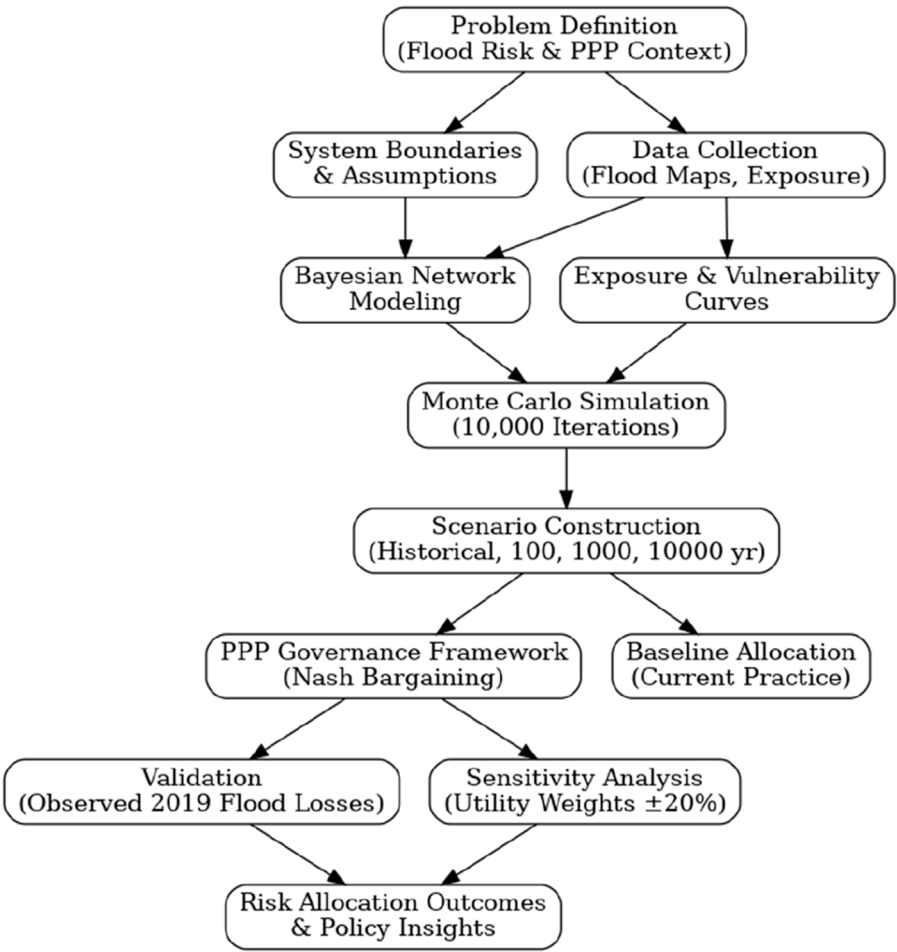 Problem Definition
(Flood Risk & PPP Context)
System Boundaries
& Assumptions
Data Collection
(Flood Maps, Exposure)
Bayesian Network
Modeling
Exposure & Vulnerability
Curves
Monte Carlo Simulation
(10,000 Iterations)
Scenario Construction
(Historical, 100, 1000, 10000 yr)
PPP Governance Framework
(Nash Bargaining)
Baseline Allocation
(Current Practice)
Validation
(Observed 2019 Flood Losses)
Sensitivity Analysis
(Utility Weights ±20%)
Risk Allocation Outcomes
& Policy Insights